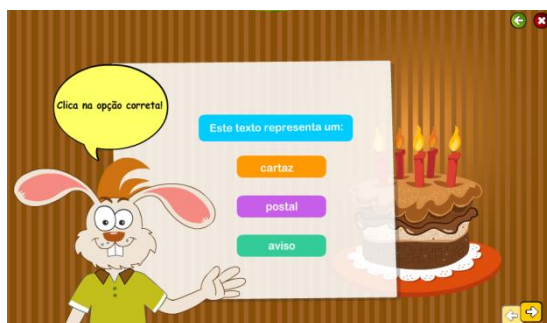 Clica na opção correta!
Este texto representa um:
cartaz
postal
aviso